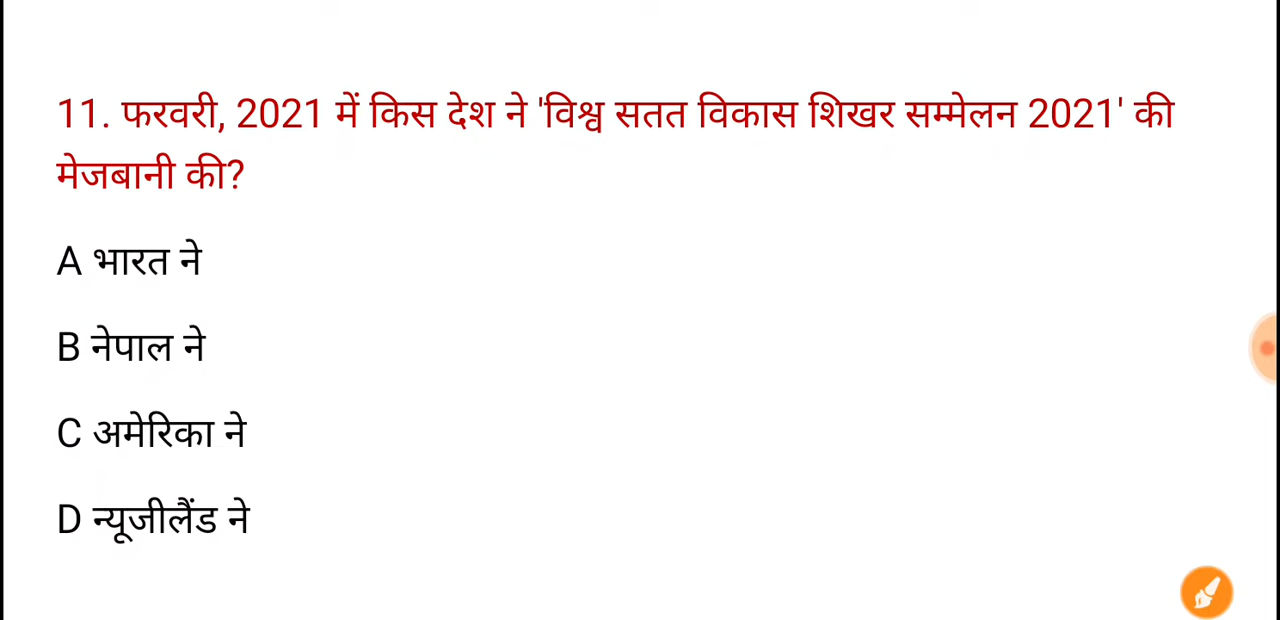 11. फरवरी, 2021 में किस देश ने 'विश्व सतत विकास शिखर सम्मेलन 2021' की
मेजबानी की?
A भारत ने
B नेपाल ने
C अमेरिका ने
D न्यूजीलैंड ने